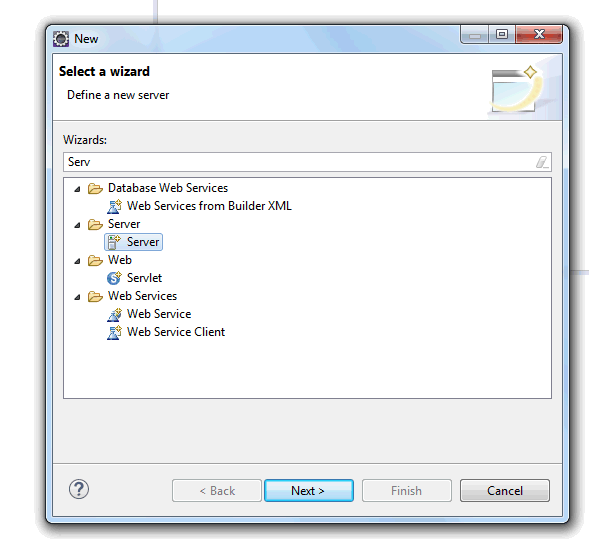 New
Select a wizard
Define a new server
Wizards:
Serv
Database Web Services
Web Services from Builder XML
Server
Server
Web
Servlet
Web Services
Web Service
Web Service Client
? < Back Next > Finish Cancel